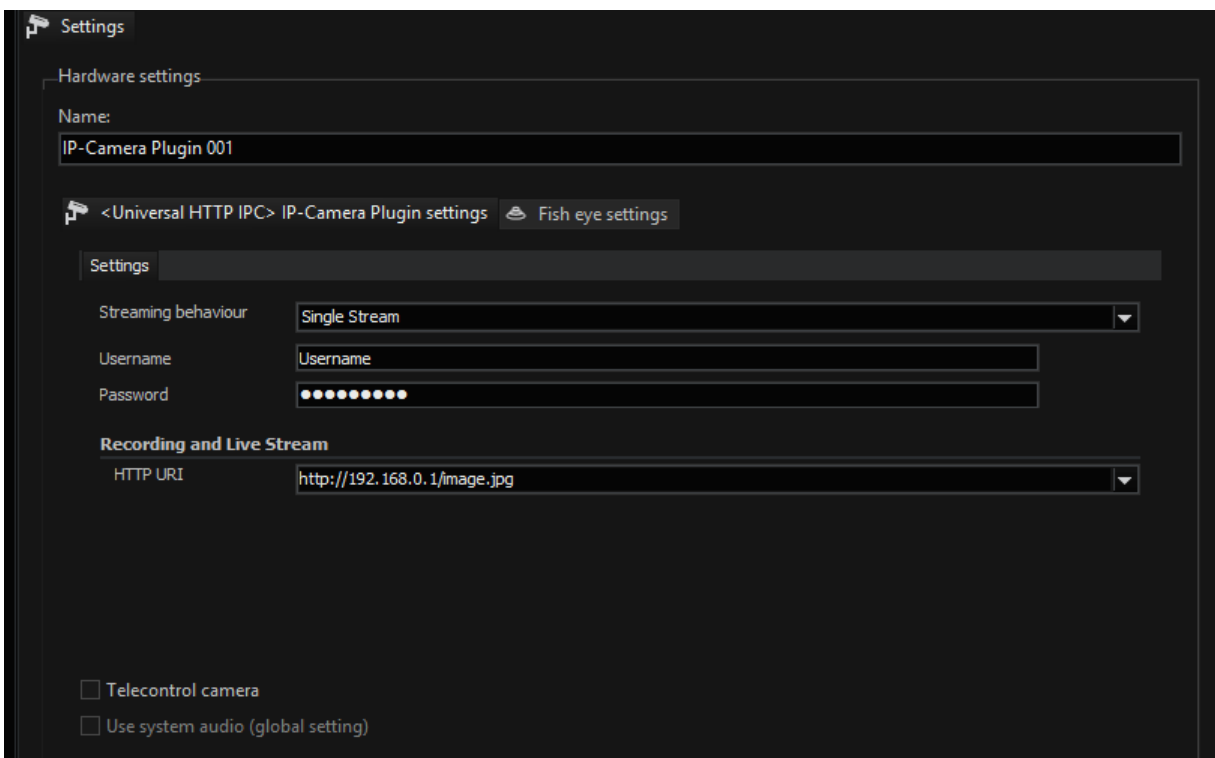 Settings
Hardware settings
Name:
IP-Camera Plugin 001
<Universal HTTP IPC> IP-Camera Plugin settings Fish eye settings
Settings
Streaming behaviour Single Stream
Username Username
Password ●●●●●●●●●
Recording and Live Stream
HTTP URI http://192.168.0.1/image.jpg
Telecontrol camera
Use system audio (global setting)